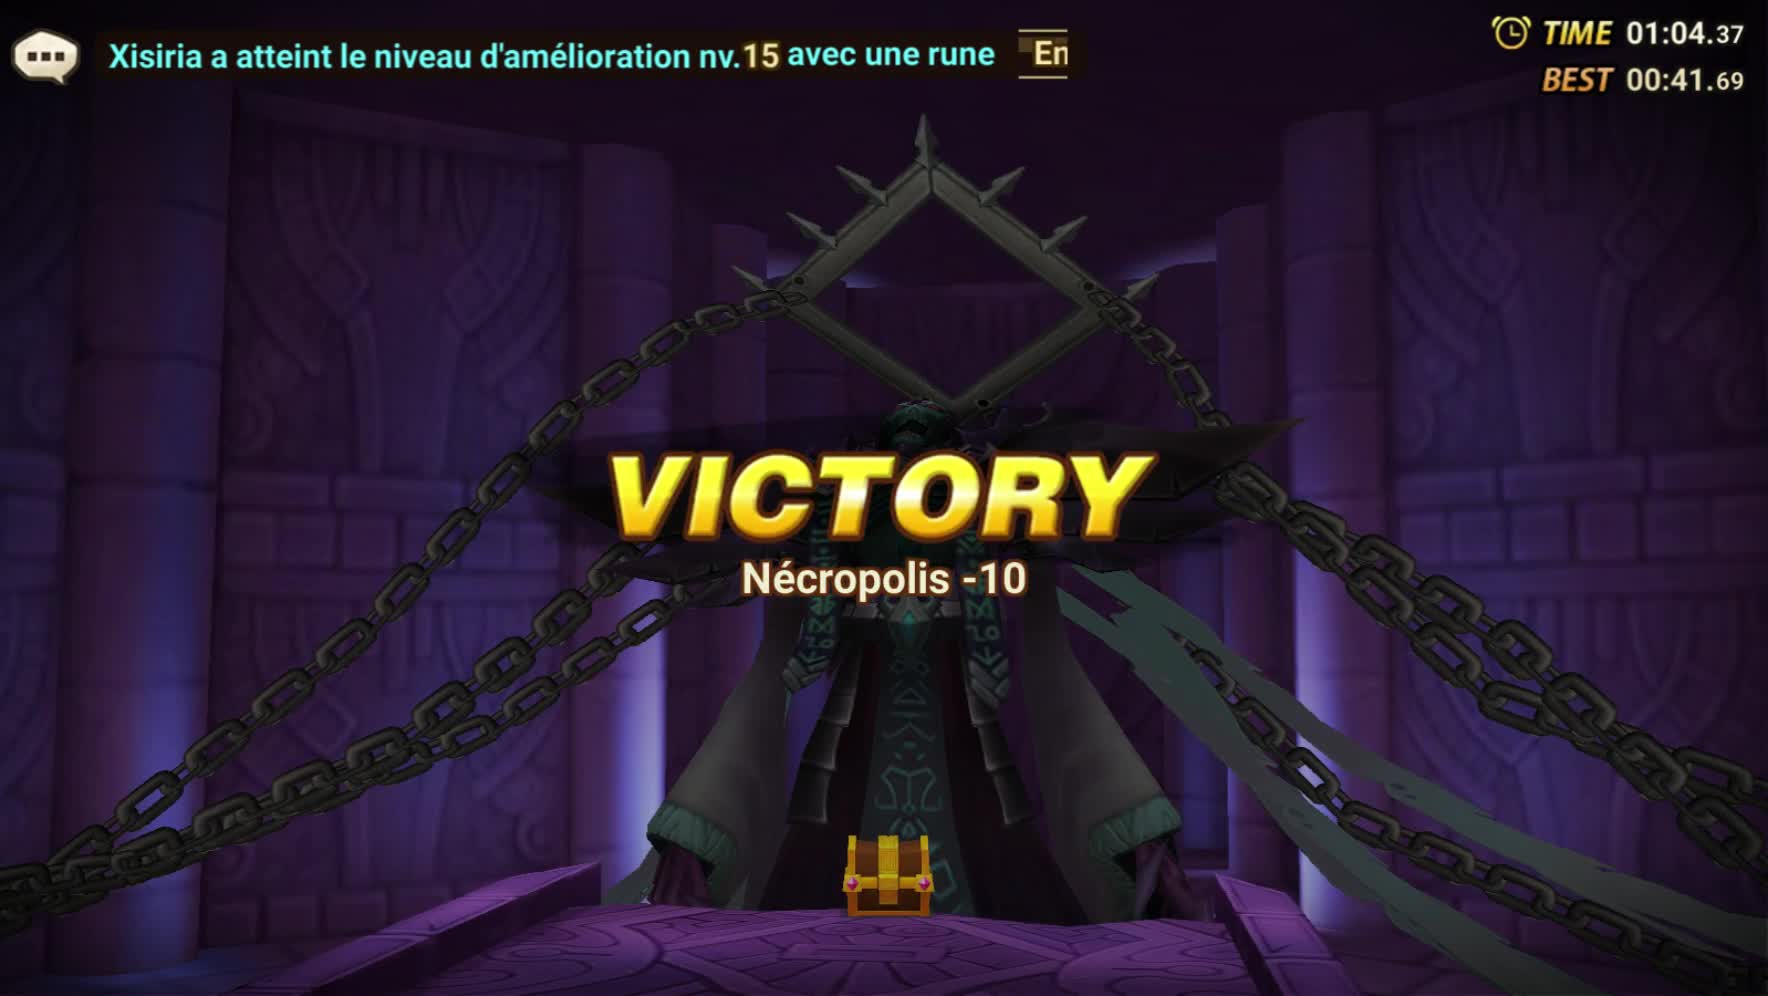 Xisiria a atteint le niveau d'amélioration nv.15 avec une rune En
TIME 01:04.37
BEST 00:41.69
VICTORY
Nécropolis -10